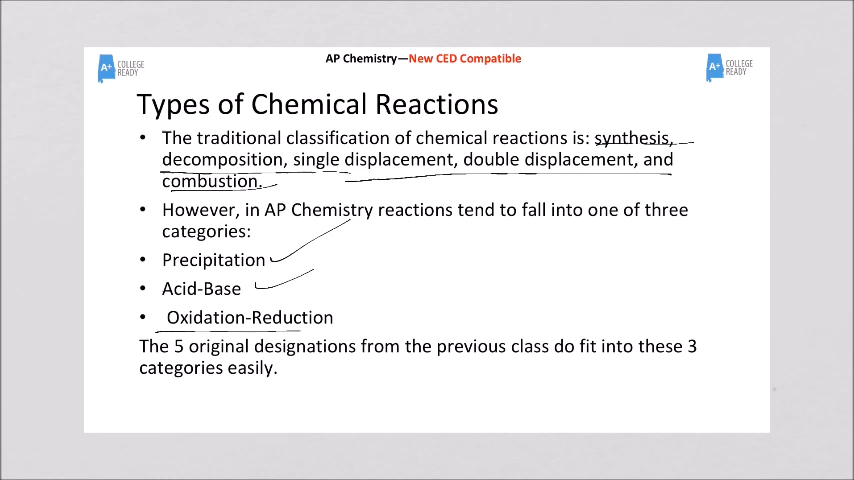 AP Chemistry—New CED Compatible
A+ COLLEGE READY
A+ COLLEGE READY
Types of Chemical Reactions
• The traditional classification of chemical reactions is: synthesis,
decomposition, single displacement, double displacement, and
combustion.
• However, in AP Chemistry reactions tend to fall into one of three
categories:
• Precipitation
• Acid-Base
• Oxidation-Reduction
The 5 original designations from the previous class do fit into these 3
categories easily.